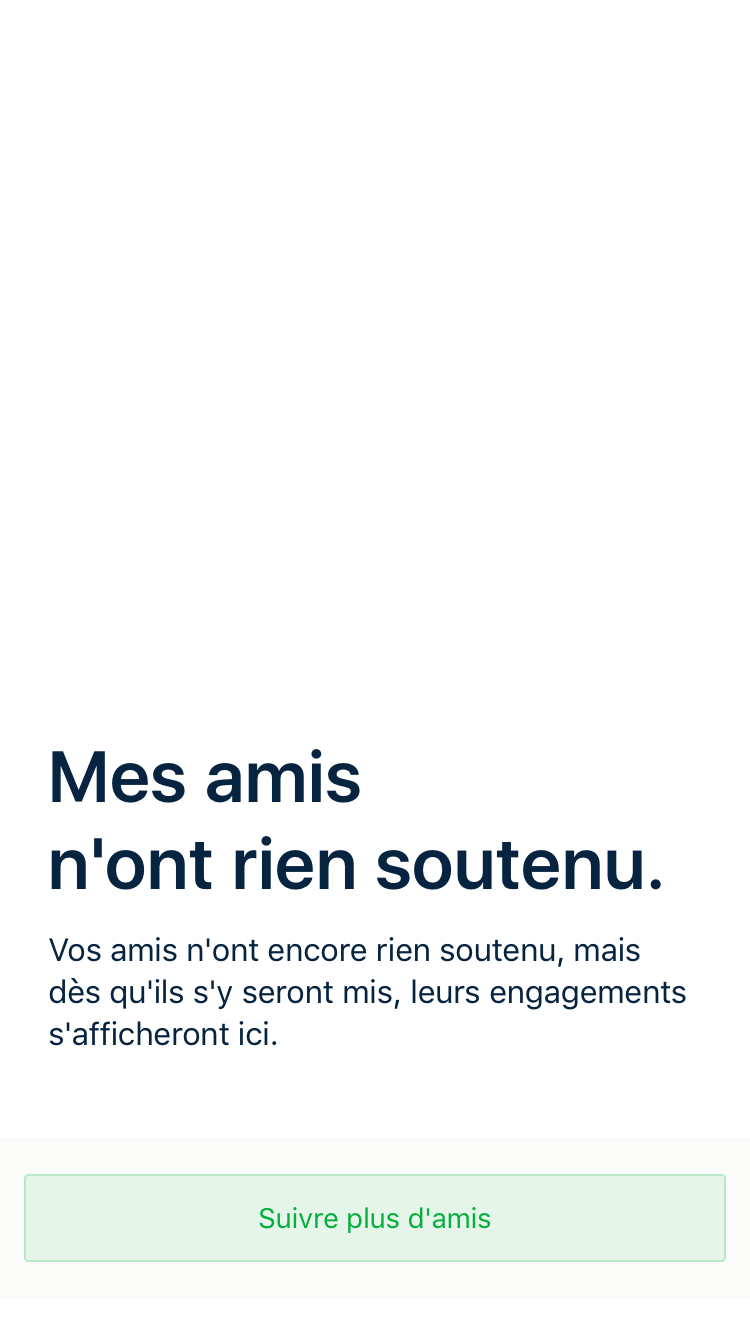 Mes amis
n'ont rien soutenu.
Vos amis n'ont encore rien soutenu, mais
dès qu'ils s'y seront mis, leurs engagements
s'afficheront ici.
Suivre plus d'amis